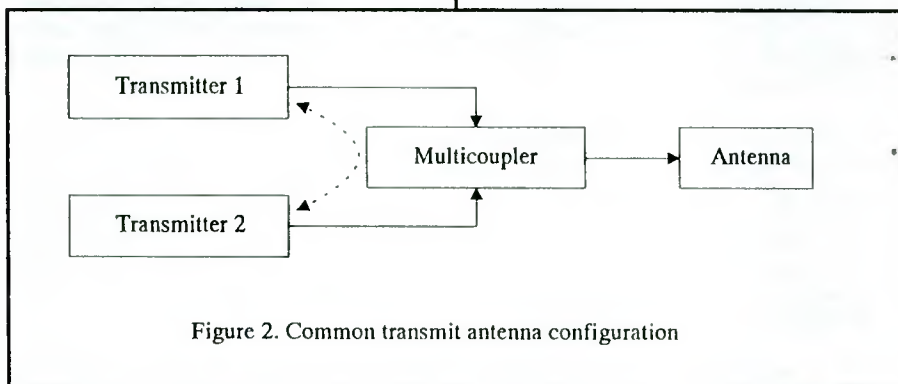 Transmitter 1
Multicoupler
Antenna
Transmitter 2
Figure 2. Common transmit antenna configuration